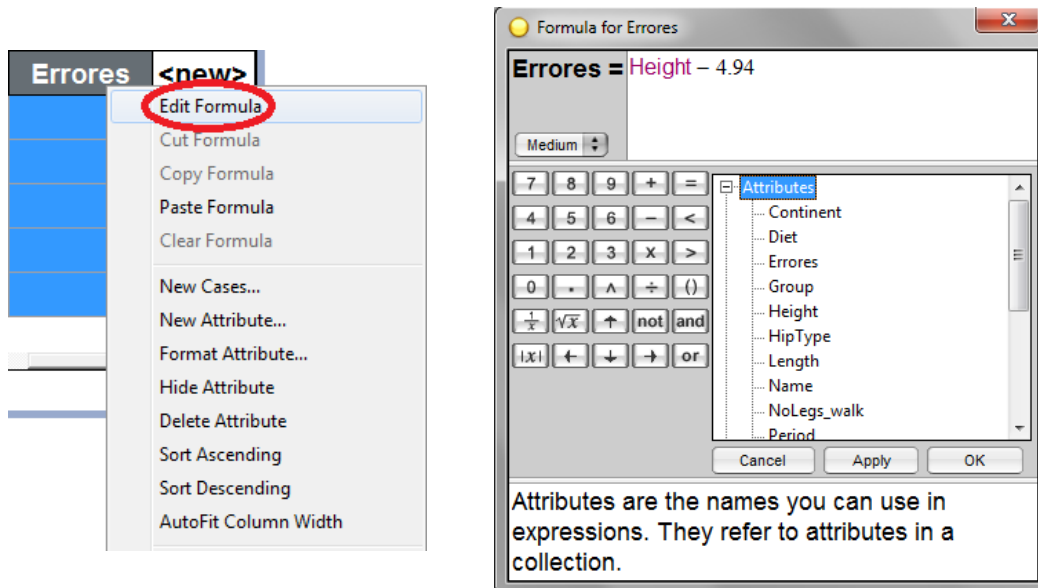 Errores <new>
Edit Formula
Cut Formula
Copy Formula
Paste Formula
Clear Formula
New Cases...
New Attribute...
Format Attribute...
Hide Attribute
Delete Attribute
Sort Ascending
Sort Descending
AutoFit Column Width
Formula for Errores
Errores = Height – 4.94
Medium
7 8 9 + =
4 5 6 – <
1 2 3 x >
0 . ^ ÷ ()
1/x √x ↑ not and
|x| ← ↓ → or
Attributes
Continent
Diet
Errores
Group
Height
HipType
Length
Name
NoLegs_walk
Period
Cancel Apply OK
Attributes are the names you can use in
expressions. They refer to attributes in a
collection.